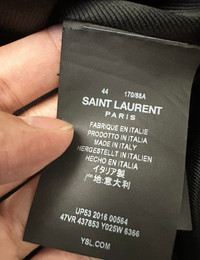 44 170/88A
SAINT LAURENT
PARIS
FABRIQUE EN ITALIE
PRODOTTO IN ITALIA
MADE IN ITALY
HERGESTELLT IN ITALIEN
HECHO EN ITALIA
イタリア製
地:意大利
UP53 2016 00564
47VR 437853 Y025W 6366
YSL.COM